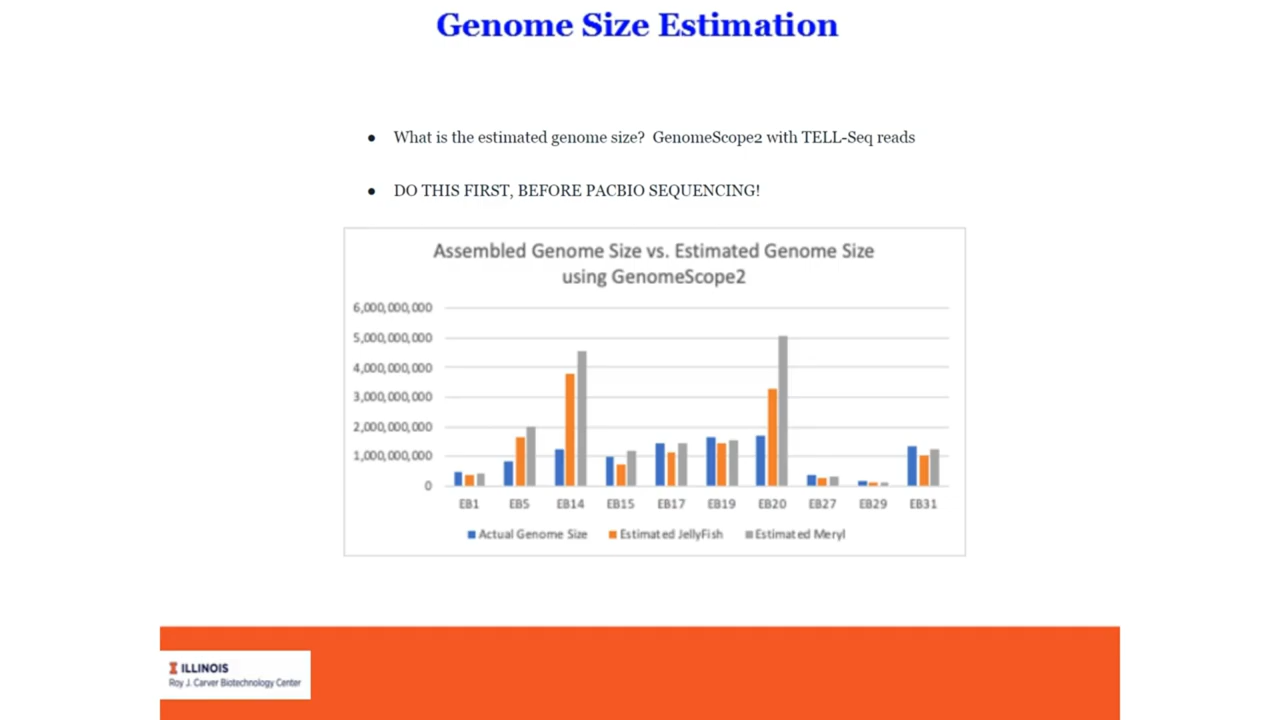 Genome Size Estimation
● What is the estimated genome size? GenomeScope2 with TELL-Seq reads
● DO THIS FIRST, BEFORE PACBIO SEQUENCING!
Assembled Genome Size vs. Estimated Genome Size
using GenomeScope2
6,000,000,000
5,000,000,000
4,000,000,000
3,000,000,000
2,000,000,000
1,000,000,000
0
EB1 EB5 EB14 EB15 EB17 EB19 EB20 EB27 EB29 EB31
Actual Genome Size Estimated JellyFish Estimated Meryl
I ILLINOIS
Roy J. Carver Biotechnology Center